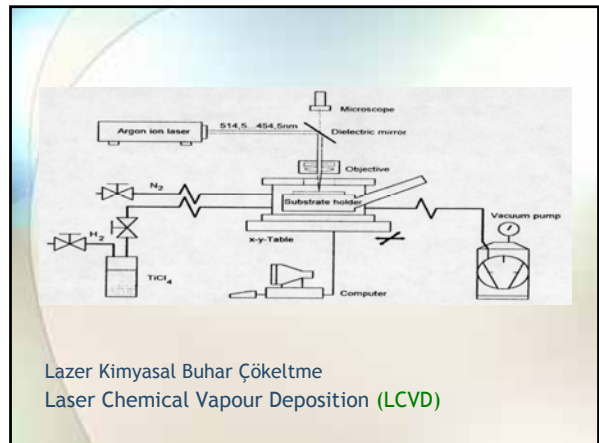 Microscope
Argon ion laser
514,5...454,5nm
Dielectric mirror
Objective
N2
Substrate holder
Vacuum pump
H2
x-y-Table
TiCl4
Computer
Lazer Kimyasal Buhar Çökeltme
Laser Chemical Vapour Deposition (LCVD)